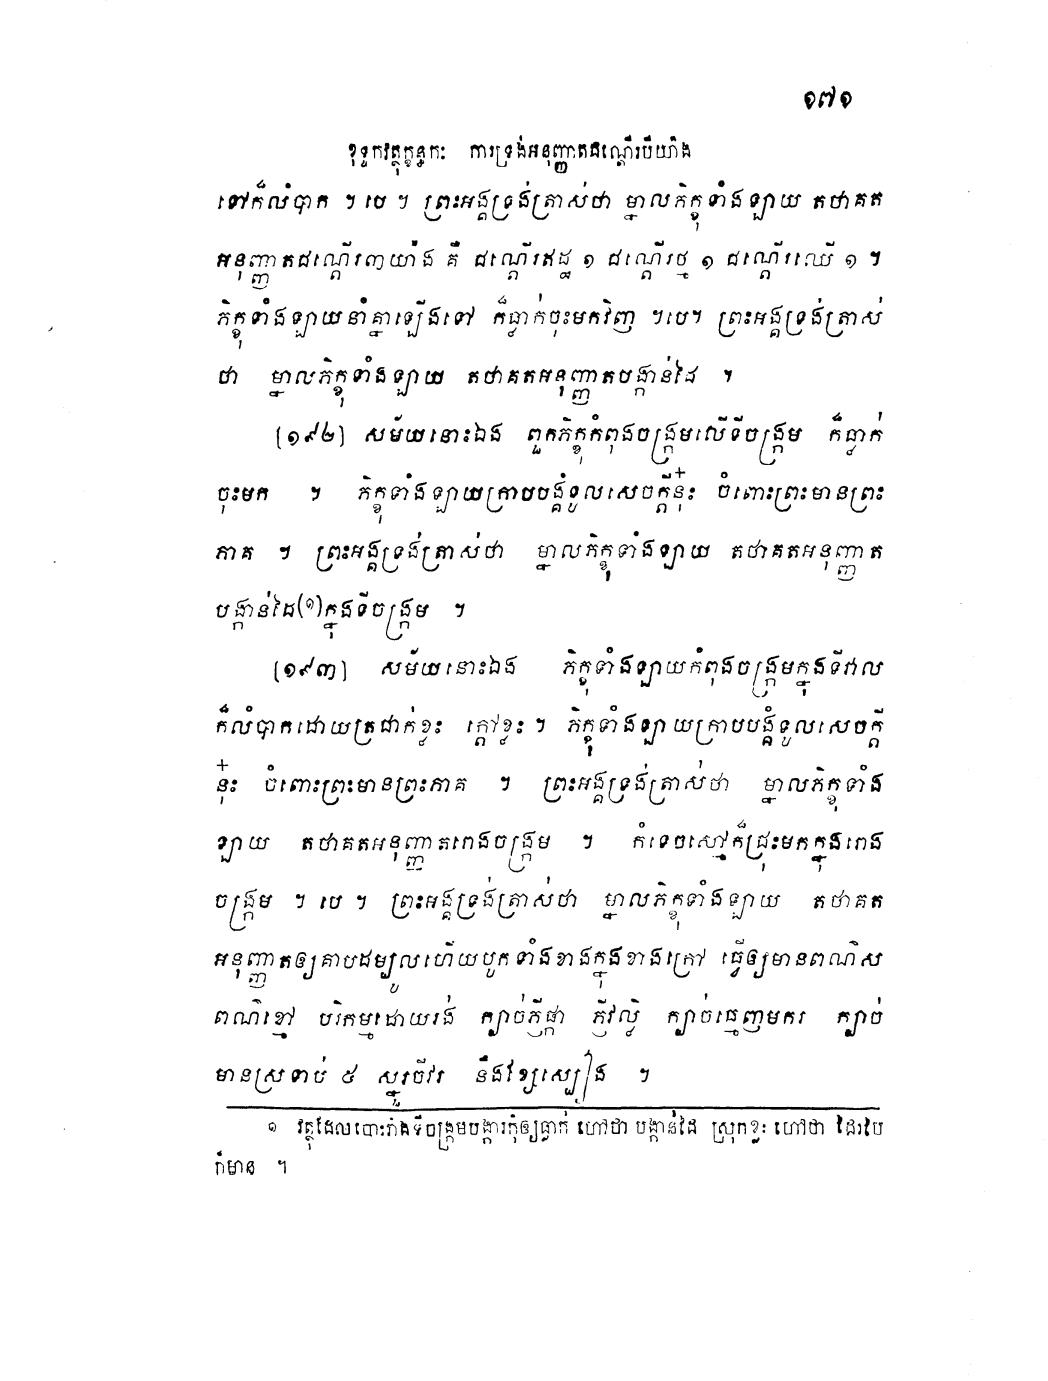 ១៧១
ខុទ្ទកវត្ថុក្ខន្ធកៈ ការទ្រង់អនុញ្ញាតជណ្តើរបីយ៉ាង
ទៅក៏លំបាក ។ បេ ។ ព្រះអង្គទ្រង់ត្រាស់ថា ម្នាលភិក្ខុទាំងឡាយ តថាគត
អនុញ្ញាតជណ្តើរ៣យ៉ាង គឺ ជណ្តើរឥដ្ឋ ១ ជណ្តើរថ្ម ១ ជណ្តើរឈើ ១ ។
ភិក្ខុទាំងឡាយនាំគ្នាឡើងទៅ ក៏ធ្លាក់ចុះមកវិញ ។បេ។ ព្រះអង្គទ្រង់ត្រាស់
ថា ម្នាលភិក្ខុទាំងឡាយ តថាគតអនុញ្ញាតបង្កាន់ដៃ ។
[១៩២] សម័យនោះឯង ពួកភិក្ខុកំពុងចង្ក្រមលើទីចង្ក្រម ក៏ធ្លាក់
ចុះមក ។ ភិក្ខុទាំងឡាយក្រាបបង្គំទូលសេចក្តីនុ៎ះ ចំពោះព្រះមានព្រះ
ភាគ ។ ព្រះអង្គទ្រង់ត្រាស់ថា ម្នាលភិក្ខុទាំងឡាយ តថាគតអនុញ្ញាត
បង្កាន់ដៃ(១)ក្នុងទីចង្ក្រម ។
[១៩៣] សម័យនោះឯង ភិក្ខុទាំងឡាយកំពុងចង្ក្រមក្នុងទីវាល
ក៏លំបាកដោយត្រជាក់ខ្លះ ក្តៅខ្លះ ។ ភិក្ខុទាំងឡាយក្រាបបង្គំទូលសេចក្តី
នុ៎ះ ចំពោះព្រះមានព្រះភាគ ។ ព្រះអង្គទ្រង់ត្រាស់ថា ម្នាលភិក្ខុទាំង
ឡាយ តថាគតអនុញ្ញាតរោងចង្ក្រម ។ កំទេចស្មៅក៏ជ្រុះមកក្នុងរោង
ចង្ក្រម ។ បេ ។ ព្រះអង្គទ្រង់ត្រាស់ថា ម្នាលភិក្ខុទាំងឡាយ តថាគត
អនុញ្ញាតឲ្យគាបដម្បូលហើយបូកទាំងខាងក្នុងខាងក្រៅ ធ្វើឲ្យមានពណ៌ស
ពណ៌ខ្មៅ បរិកម្មដោយរង់ ក្បាច់ភ្ញីផ្កា ភ្ញីវល្លិ ក្បាច់ធ្មេញមករ ក្បាច់
មានស្រទាប់ ៥ ស្នួរចីវរ និងខ្សែស្បៀង ។
១ វត្ថុដែលបោះរាំងទីចង្ក្រមបង្ការកុំឲ្យធ្លាក់ ហៅថា បង្កាន់ដៃ ស្រុកខ្លះ ហៅថា ដៃរវែប
ក៏មាន ។